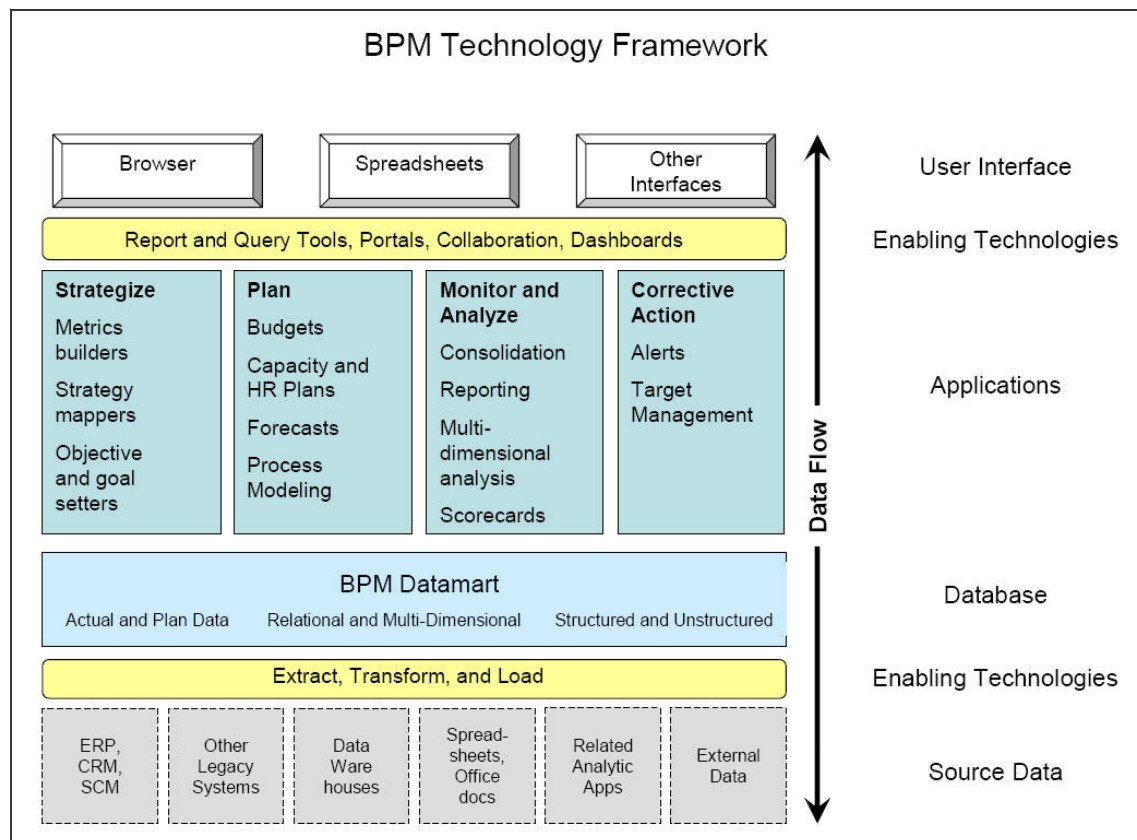 BPM Technology Framework
Browser
Spreadsheets
Other
Interfaces
User Interface
Report and Query Tools, Portals, Collaboration, Dashboards
Enabling Technologies
Strategize
Metrics
builders
Strategy
mappers
Objective
and goal
setters
Plan
Budgets
Capacity and
HR Plans
Forecasts
Process
Modeling
Monitor and
Analyze
Consolidation
Reporting
Multi-
dimensional
analysis
Scorecards
Corrective
Action
Alerts
Target
Management
Data Flow
Applications
BPM Datamart
Actual and Plan Data
Relational and Multi-Dimensional
Structured and Unstructured
Database
Extract, Transform, and Load
Enabling Technologies
ERP,
CRM,
SCM
Other
Legacy
Systems
Data
Ware
houses
Spread-
sheets,
Office
docs
Related
Analytic
Apps
External
Data
Source Data